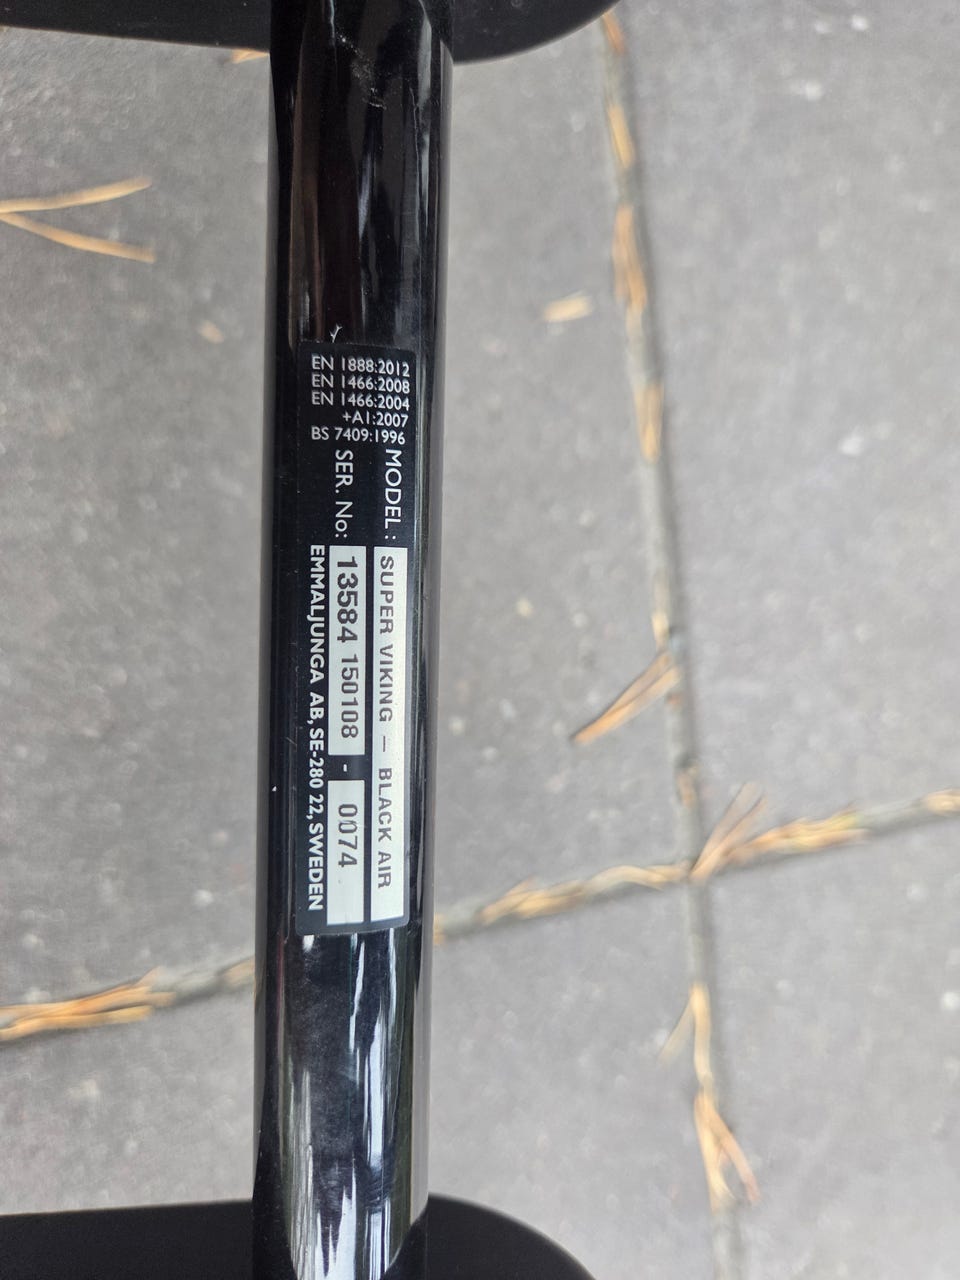 EN 1888:2012
EN 1466:2008
EN 1466:2004
+A1:2007
BS 7409:1996
MODEL : SUPER VIKING – BLACK AIR
SER. No: 13584 150108 - 0074
EMMALJUNGA AB, SE-280 22, SWEDEN